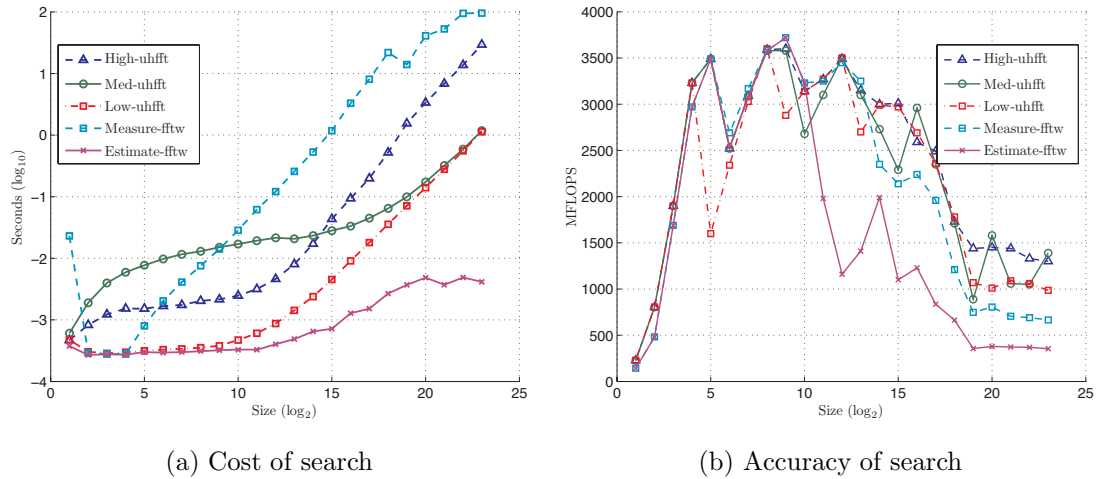 2
1
0
−1
−2
−3
−4
0
5
10
15
20
25
Seconds (log10)
Size (log2)
High-uhfft
Med-uhfft
Low-uhfft
Measure-fftw
Estimate-fftw
(a) Cost of search
4000
3500
3000
2500
2000
1500
1000
500
0
0
5
10
15
20
25
MFLOPS
Size (log2)
High-uhfft
Med-uhfft
Low-uhfft
Measure-fftw
Estimate-fftw
(b) Accuracy of search